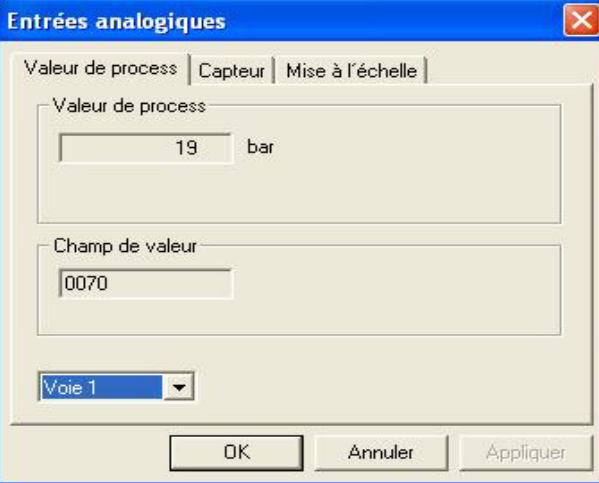 Entrées analogiques
Valeur de process Capteur Mise à l'échelle
Valeur de process
19 bar
Champ de valeur
0070
Voie 1
OK Annuler Appliquer